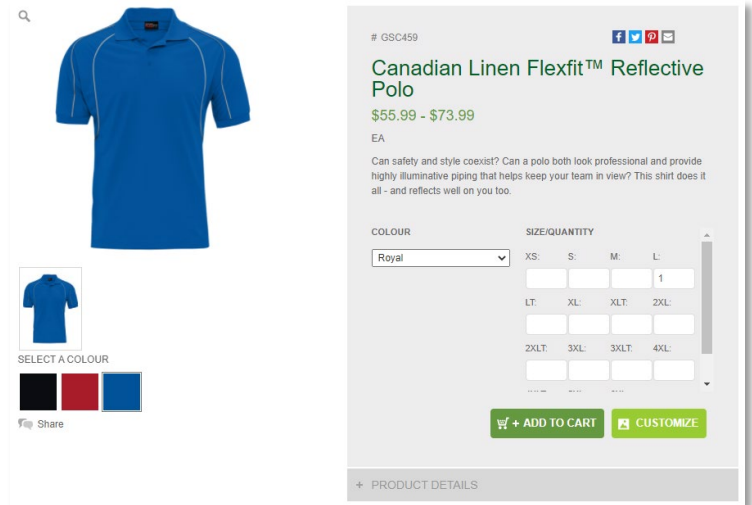 # GSC459
Canadian Linen Flexfit™ Reflective
Polo
$55.99 - $73.99
EA
Can safety and style coexist? Can a polo both look professional and provide
highly illuminative piping that helps keep your team in view? This shirt does it
all - and reflects well on you too.
COLOUR
SIZE/QUANTITY
Royal
XS: S: M: L:
1
LT: XL: XLT: 2XL:
2XLT: 3XL: 3XLT: 4XL:
SELECT A COLOUR
Share
+ ADD TO CART
CUSTOMIZE
+ PRODUCT DETAILS